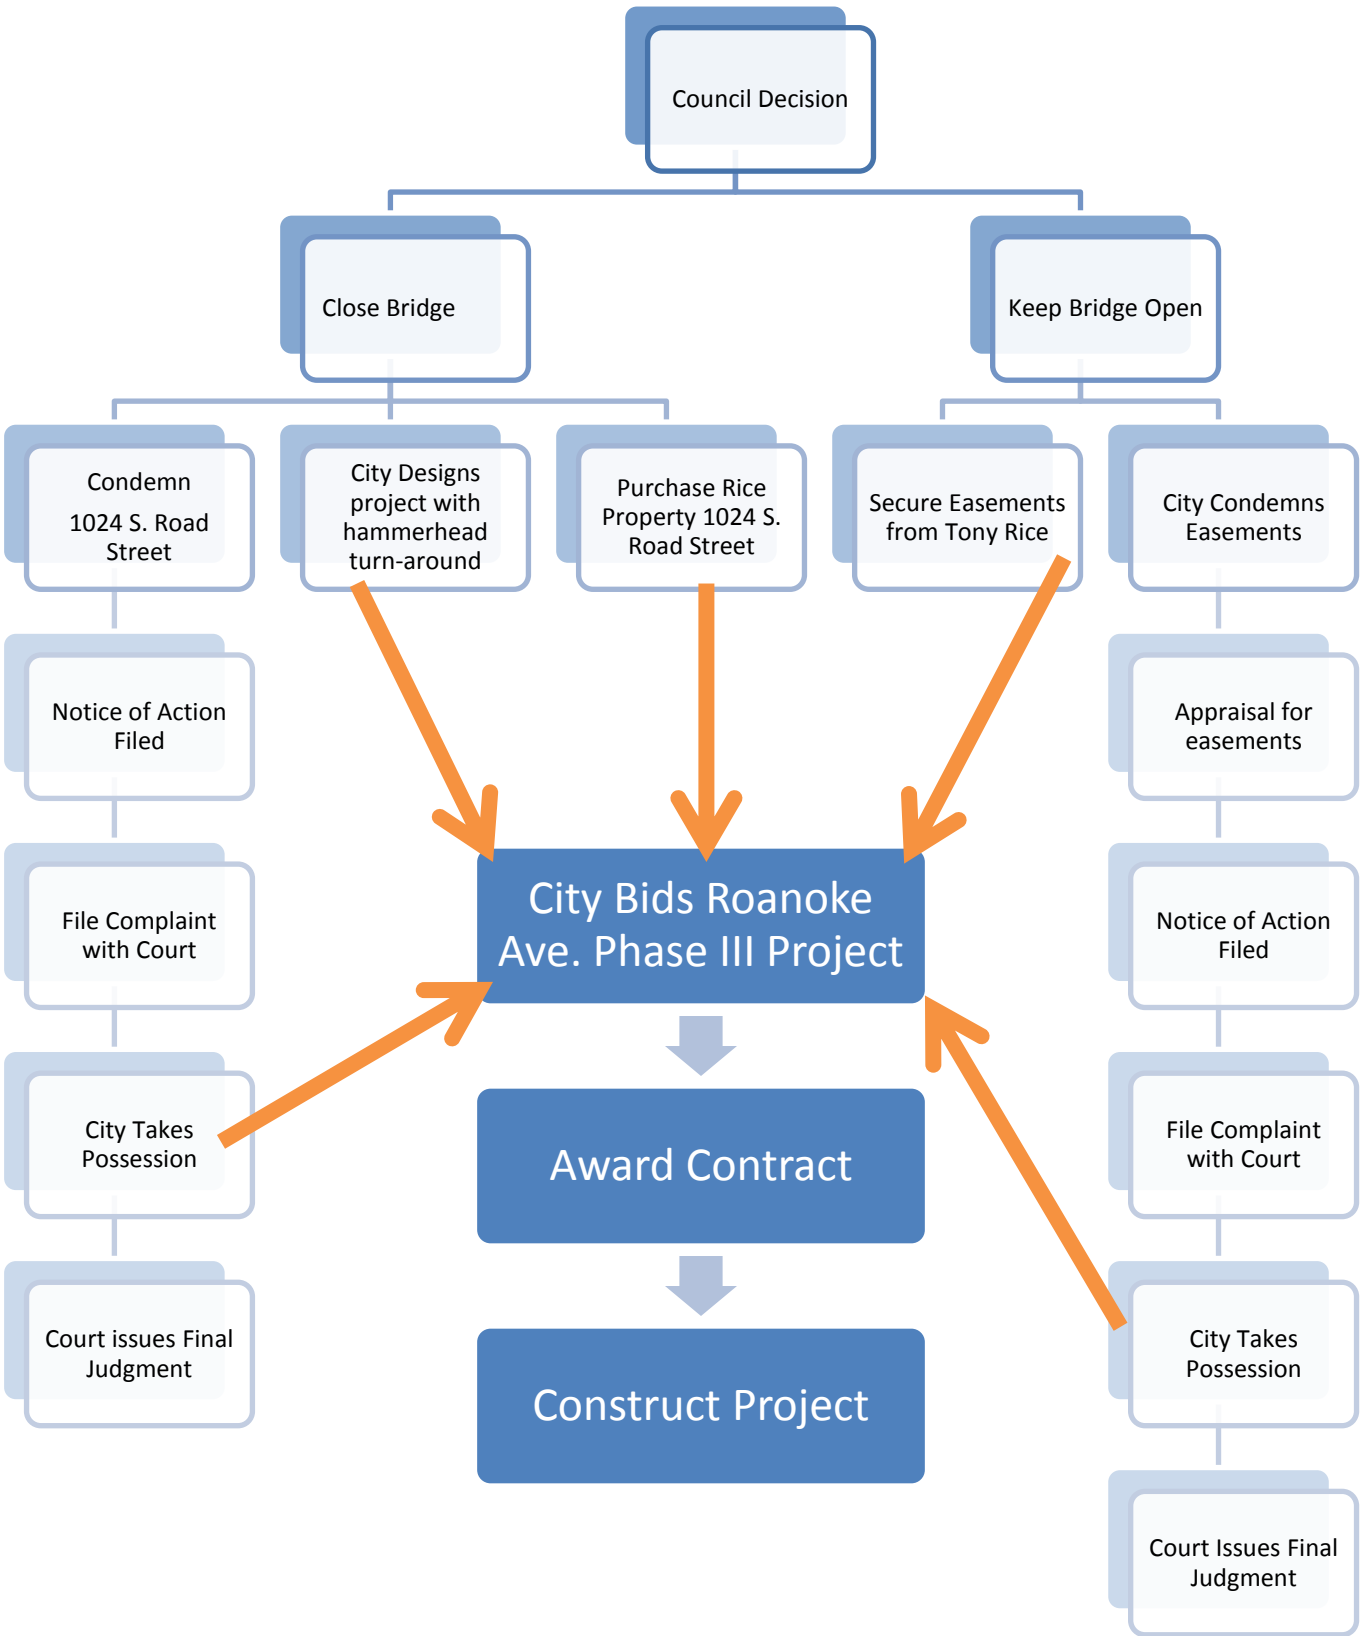 Council Decision
Close Bridge
Keep Bridge Open
Condemn
1024 S. Road
Street
City Designs
project with
hammerhead
turn-around
Purchase Rice
Property 1024 S.
Road Street
Secure Easements
from Tony Rice
City Condemns
Easements
Notice of Action
Filed
Appraisal for
easements
File Complaint
with Court
City Bids Roanoke
Ave. Phase III Project
Notice of Action
Filed
City Takes
Possession
Award Contract
File Complaint
with Court
Court issues Final
Judgment
Construct Project
City Takes
Possession
Court Issues Final
Judgment